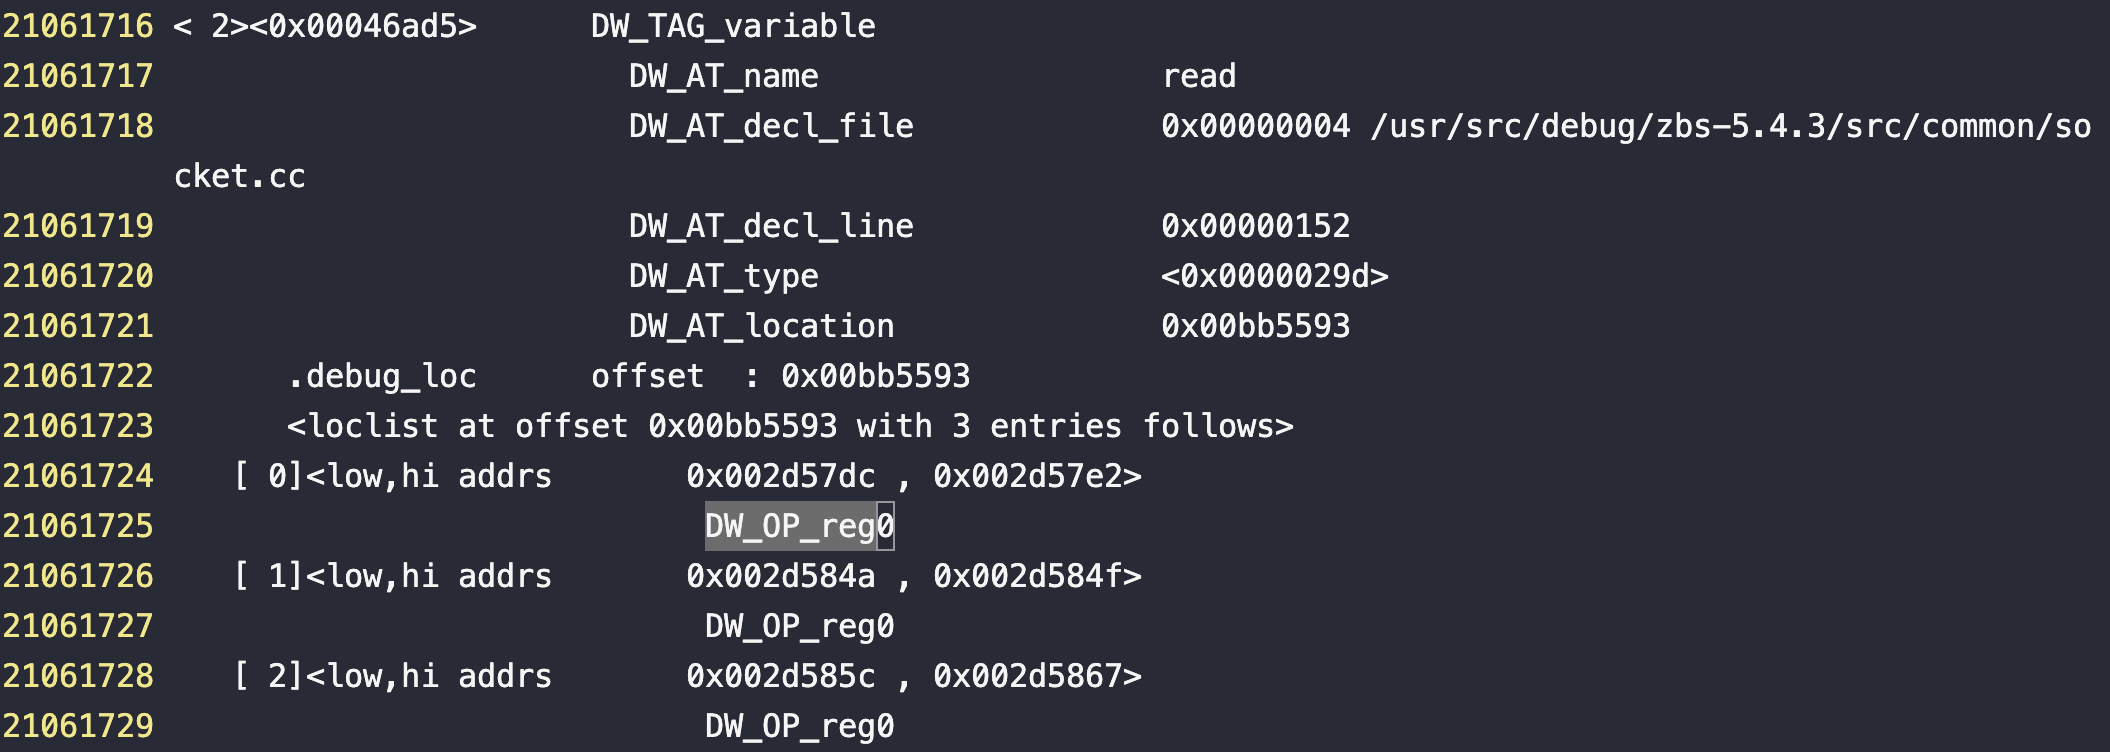 21061716 < 2><0x00046ad5>      DW_TAG_variable
21061717                         DW_AT_name                  read
21061718                         DW_AT_decl_file             0x00000004 /usr/src/debug/zbs-5.4.3/src/common/so
         cket.cc
21061719                         DW_AT_decl_line             0x00000152
21061720                         DW_AT_type                  <0x0000029d>
21061721                         DW_AT_location              0x00bb5593
21061722       .debug_loc      offset  : 0x00bb5593
21061723       <loclist at offset 0x00bb5593 with 3 entries follows>
21061724    [ 0]<low,hi addrs       0x002d57dc , 0x002d57e2>
21061725                             DW_OP_reg0
21061726    [ 1]<low,hi addrs       0x002d584a , 0x002d584f>
21061727                             DW_OP_reg0
21061728    [ 2]<low,hi addrs       0x002d585c , 0x002d5867>
21061729                             DW_OP_reg0